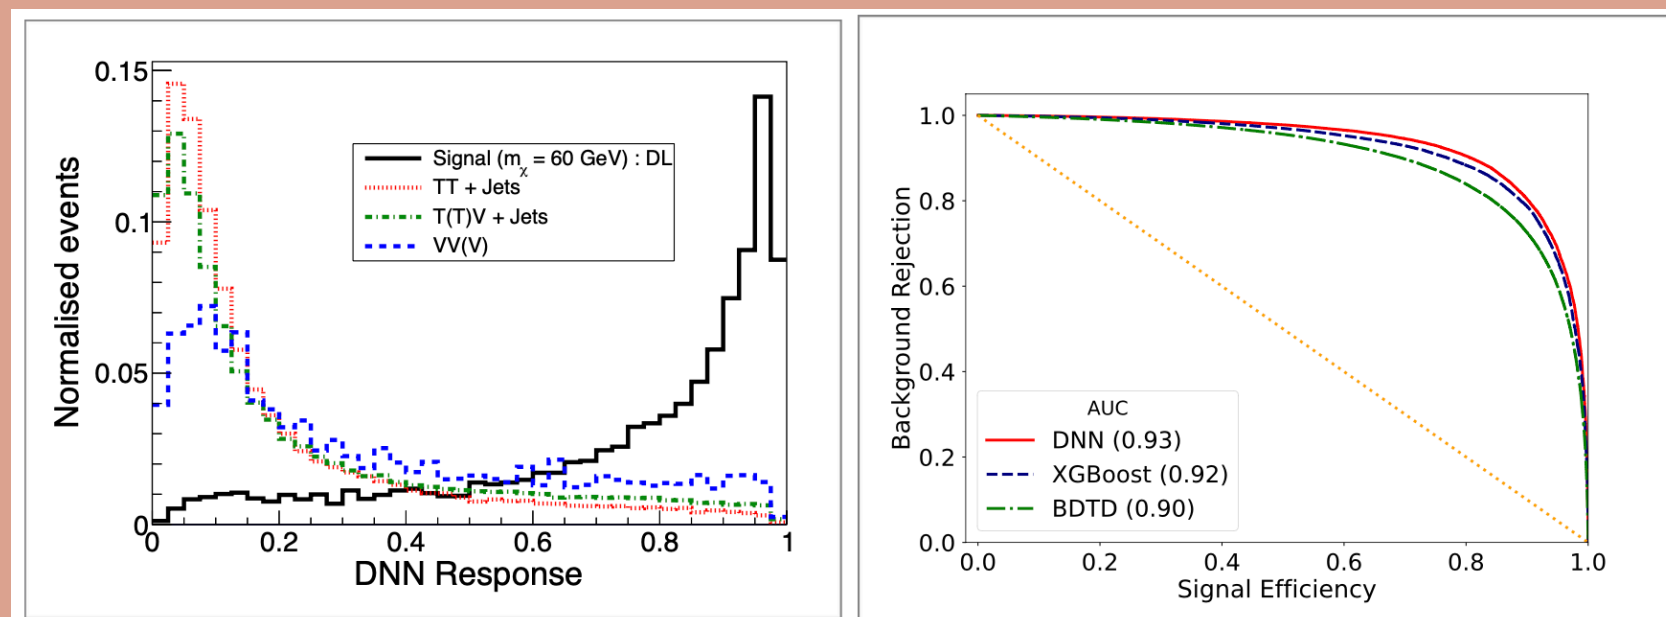 0.15
0.1
0.05
0
Normalised events
Signal (mχ = 60 GeV) : DL
TT + Jets
T(T)V + Jets
VV(V)
0 0.2 0.4 0.6 0.8 1
DNN Response
1.0
0.8
0.6
0.4
0.2
0.0
Background Rejection
AUC
DNN (0.93)
XGBoost (0.92)
BDTD (0.90)
0.0 0.2 0.4 0.6 0.8 1.0
Signal Efficiency